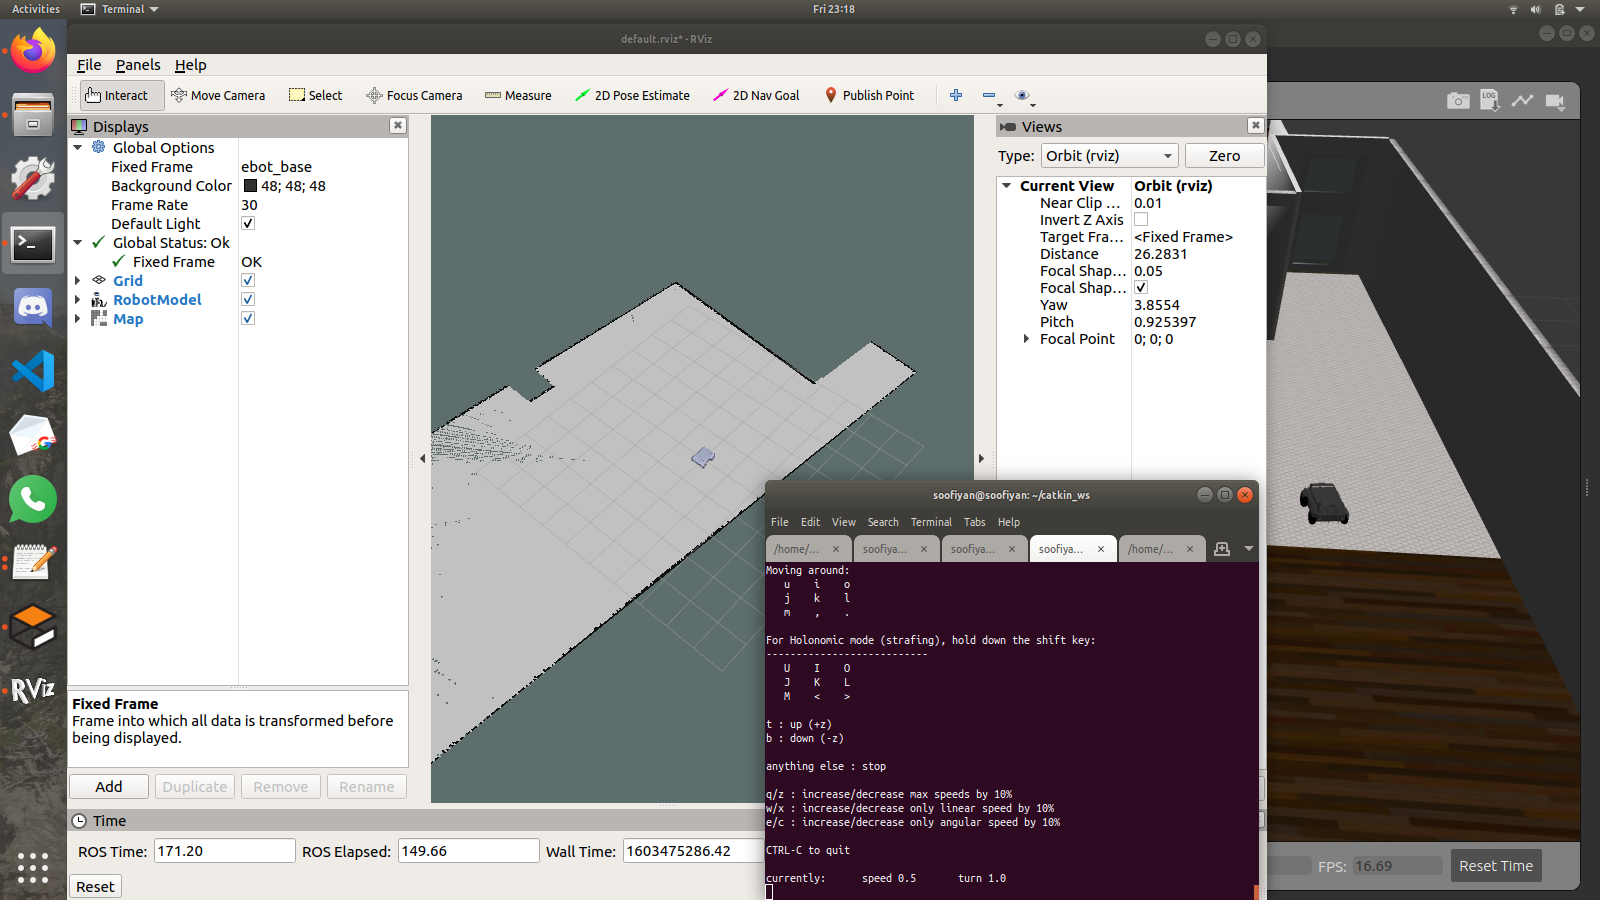 Activities
Terminal
Fri 23:18
default.rviz* - RViz
File Panels Help
Interact Move Camera Select Focus Camera Measure 2D Pose Estimate 2D Nav Goal Publish Point
Displays
Global Options
Fixed Frame ebot_base
Background Color 48; 48; 48
Frame Rate 30
Default Light
Global Status: Ok
Fixed Frame OK
Grid
RobotModel
Map
Fixed Frame
Frame into which all data is transformed before
being displayed.
Add Duplicate Remove Rename
Time
ROS Time: 171.20 ROS Elapsed: 149.66 Wall Time: 1603475286.42
Reset
Views
Type: Orbit (rviz) Zero
Current View Orbit (rviz)
Near Clip ... 0.01
Invert Z Axis
Target Fra... <Fixed Frame>
Distance 26.2831
Focal Shap... 0.05
Focal Shap...
Yaw 3.8554
Pitch 0.925397
Focal Point 0; 0; 0
soofiyan@soofiyan: ~/catkin_ws
File Edit View Search Terminal Tabs Help
/home/... soofiya... soofiya... soofiya... /home/...
Moving around:
u i o
j k l
m , .
For Holonomic mode (strafing), hold down the shift key:
---------------------------
U I O
J K L
M < >
t : up (+z)
b : down (-z)
anything else : stop
q/z : increase/decrease max speeds by 10%
w/x : increase/decrease only linear speed by 10%
e/c : increase/decrease only angular speed by 10%
CTRL-C to quit
currently: speed 0.5 turn 1.0
LOG
FPS: 16.69 Reset Time
RViz